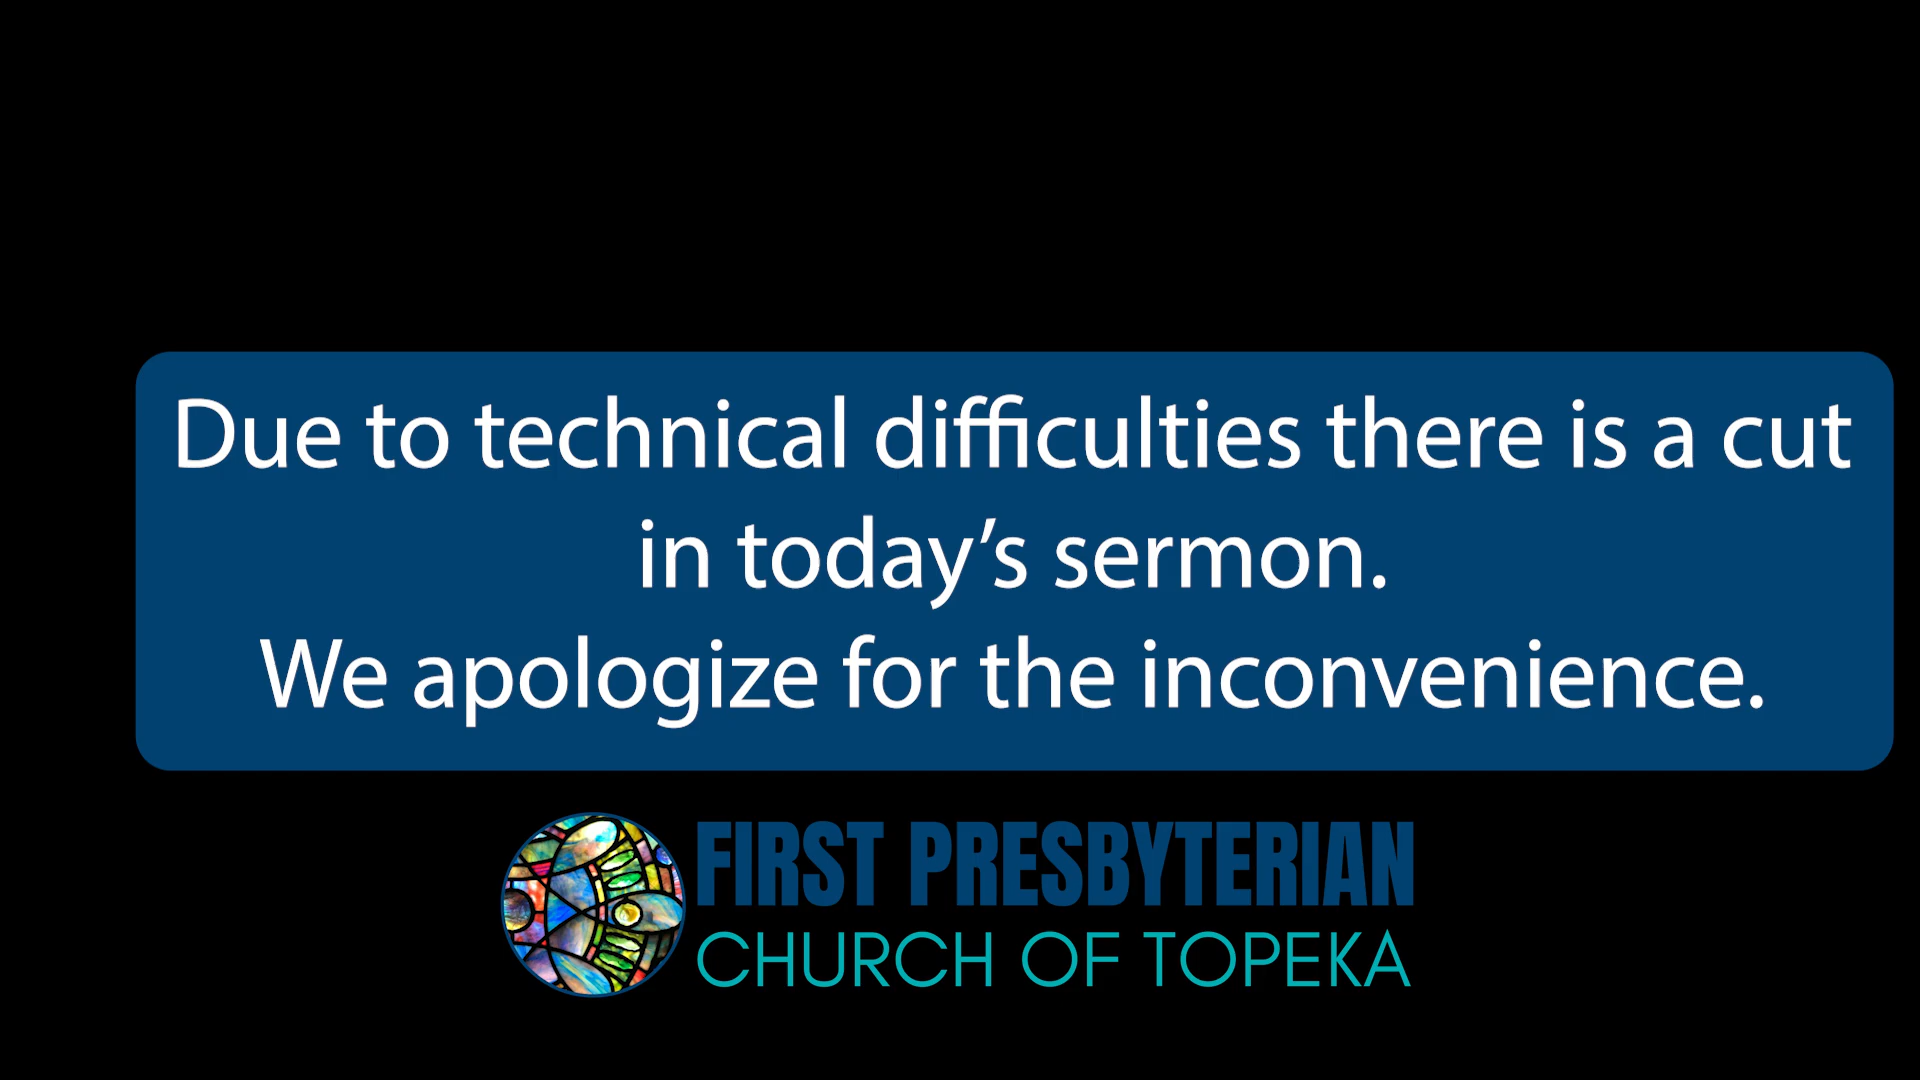 Due to technical difficulties there is a cut
in today’s sermon.
We apologize for the inconvenience.
FIRST PRESBYTERIAN
CHURCH OF TOPEKA